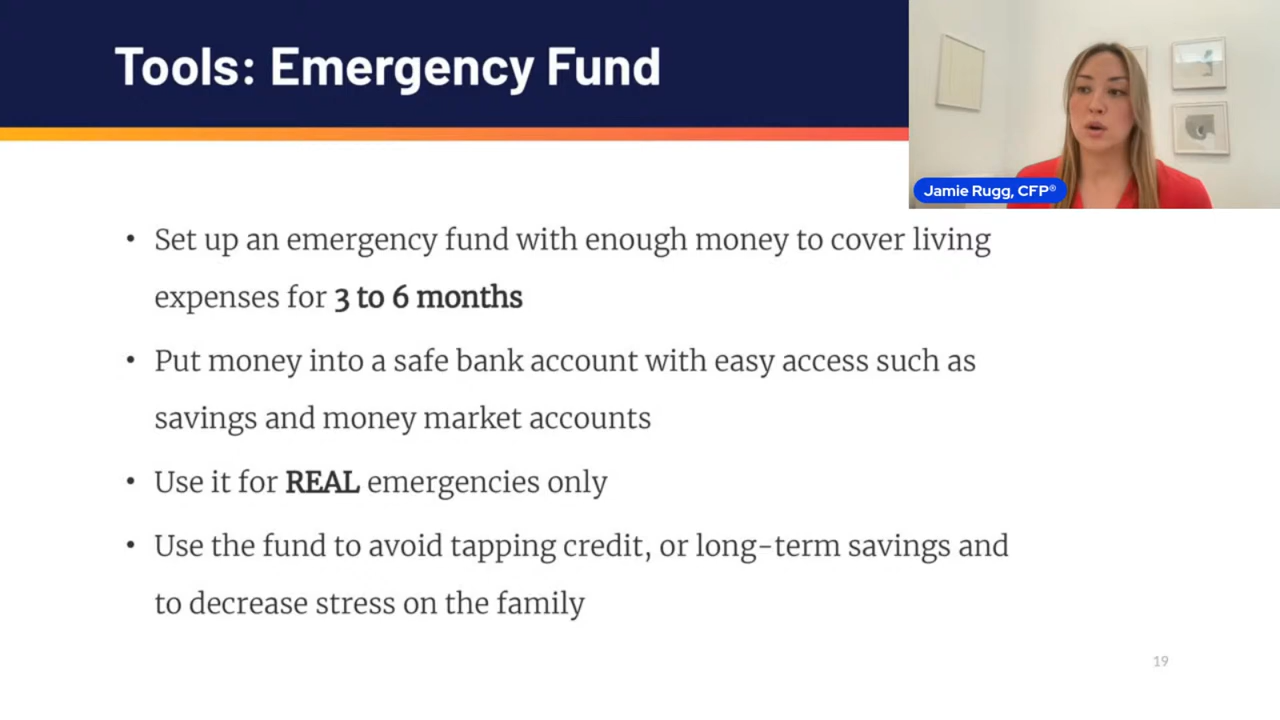 Tools: Emergency Fund
Jamie Rugg, CFP®
• Set up an emergency fund with enough money to cover living
expenses for 3 to 6 months
• Put money into a safe bank account with easy access such as
savings and money market accounts
• Use it for REAL emergencies only
• Use the fund to avoid tapping credit, or long-term savings and
to decrease stress on the family
19